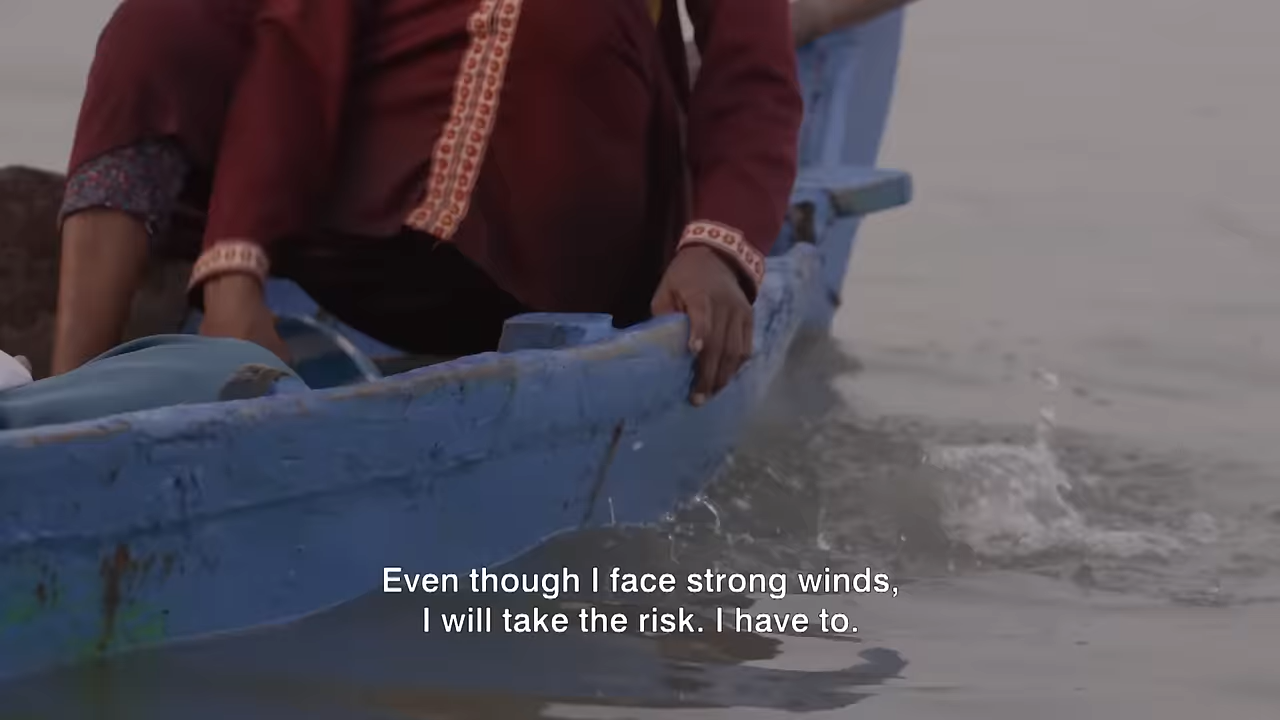 Even though I face strong winds,
I will take the risk. I have to.